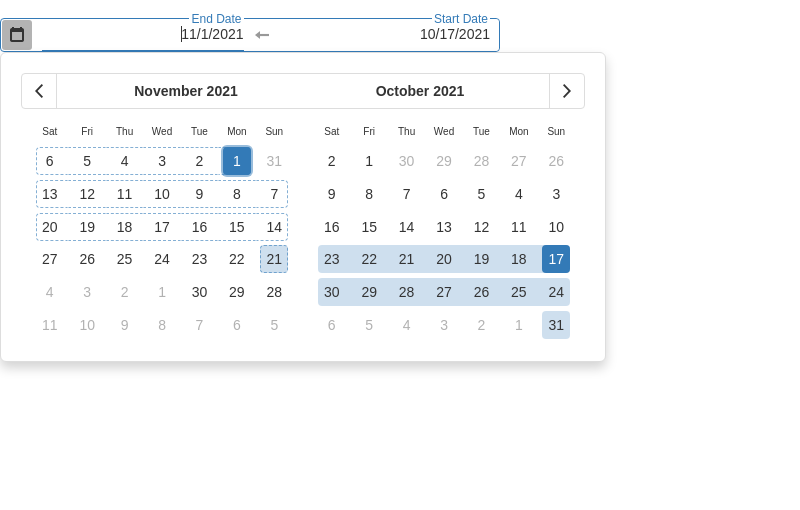 End Date Start Date
11/1/2021 10/17/2021
November 2021 October 2021
Sat Fri Thu Wed Tue Mon Sun Sat Fri Thu Wed Tue Mon Sun
6 5 4 3 2 1 31 2 1 30 29 28 27 26
13 12 11 10 9 8 7 9 8 7 6 5 4 3
20 19 18 17 16 15 14 16 15 14 13 12 11 10
27 26 25 24 23 22 21 23 22 21 20 19 18 17
4 3 2 1 30 29 28 30 29 28 27 26 25 24
11 10 9 8 7 6 5 6 5 4 3 2 1 31